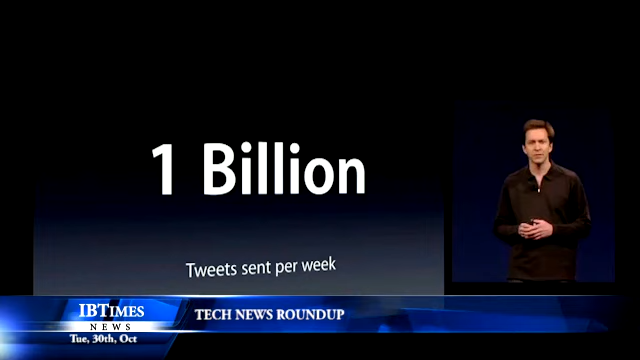 1 Billion
Tweets sent per week
IBTIMES
NEWS
TECH NEWS ROUNDUP
Tue, 30th, Oct